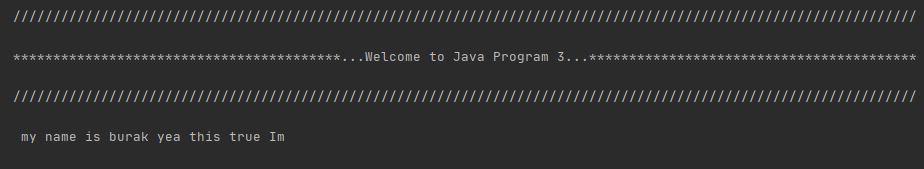 /////////////////////////////////////////////////////////////////////////////////////////////////////////////////
*****************************************...Welcome to Java Program 3...*****************************************
/////////////////////////////////////////////////////////////////////////////////////////////////////////////////
my name is burak yea this true Im